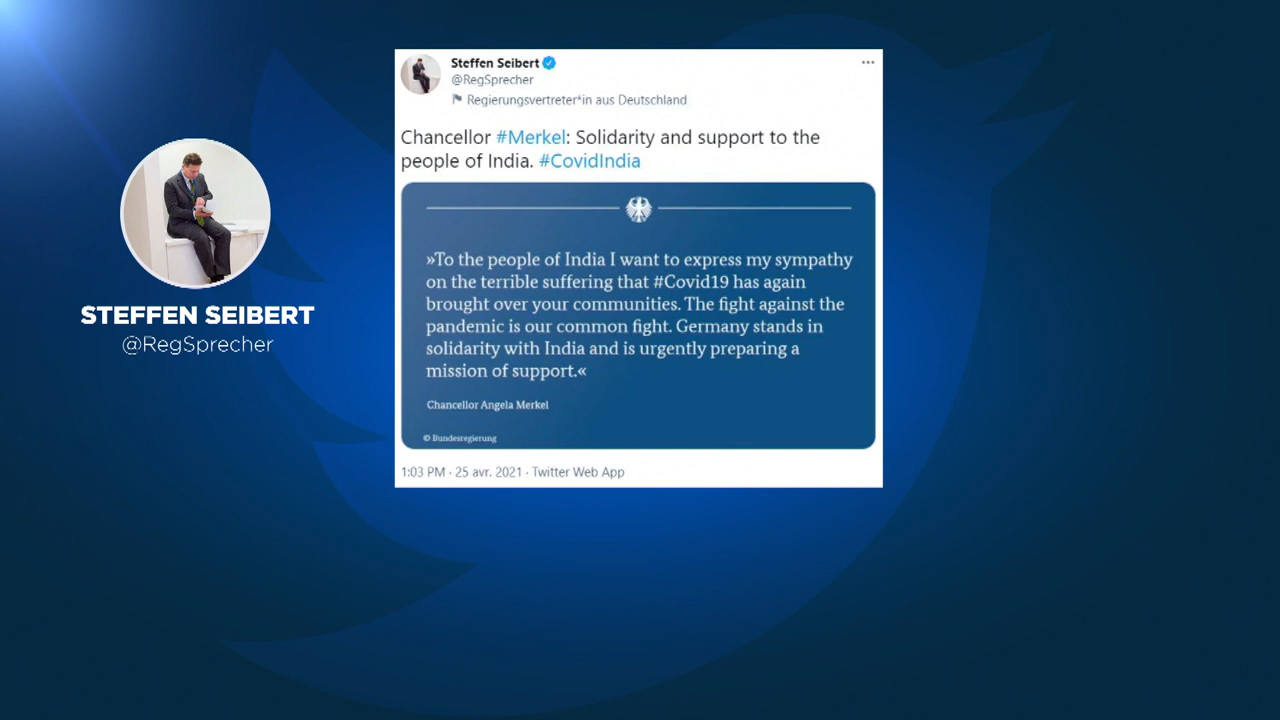 STEFFEN SEIBERT
@RegSprecher
Steffen Seibert
@RegSprecher
Regierungsvertreter*in aus Deutschland
Chancellor #Merkel: Solidarity and support to the
people of India. #CovidIndia
»To the people of India I want to express my sympathy
on the terrible suffering that #Covid19 has again
brought over your communities. The fight against the
pandemic is our common fight. Germany stands in
solidarity with India and is urgently preparing a
mission of support.«
Chancellor Angela Merkel
© Bundesregierung
1:03 PM · 25 avr. 2021 · Twitter Web App